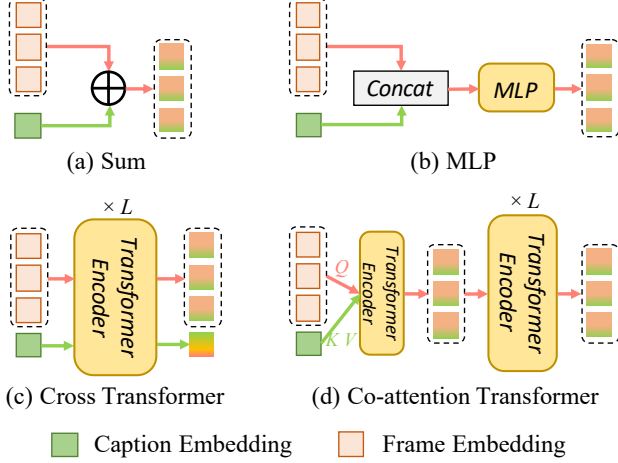 Concat
MLP
(a) Sum
(b) MLP
× L
Transformer
Encoder
Q
K V
Transformer
Encoder
× L
Transformer
Encoder
(c) Cross Transformer
(d) Co-attention Transformer
Caption Embedding
Frame Embedding